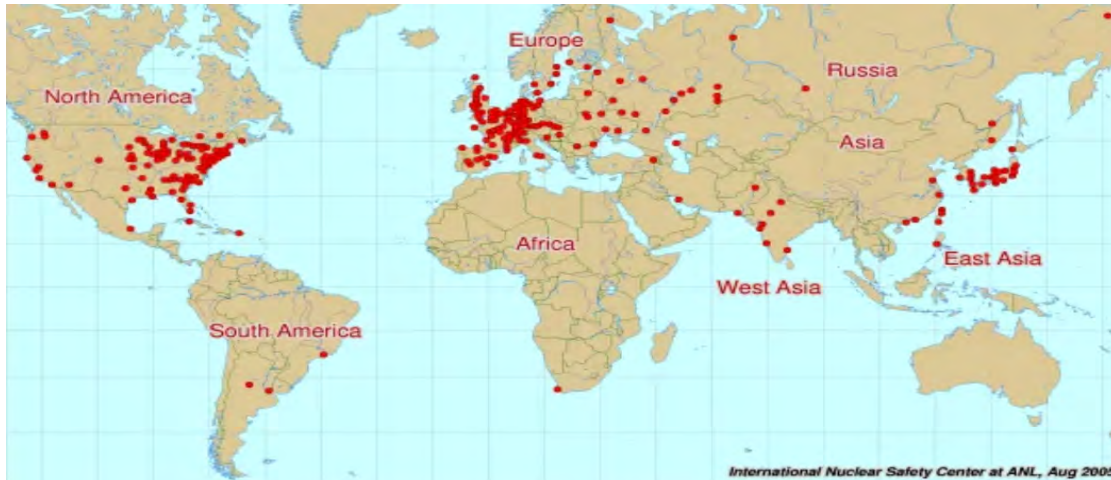 Europe
Russia
North America
Asia
Africa
East Asia
West Asia
South America
International Nuclear Safety Center at ANL, Aug 2005